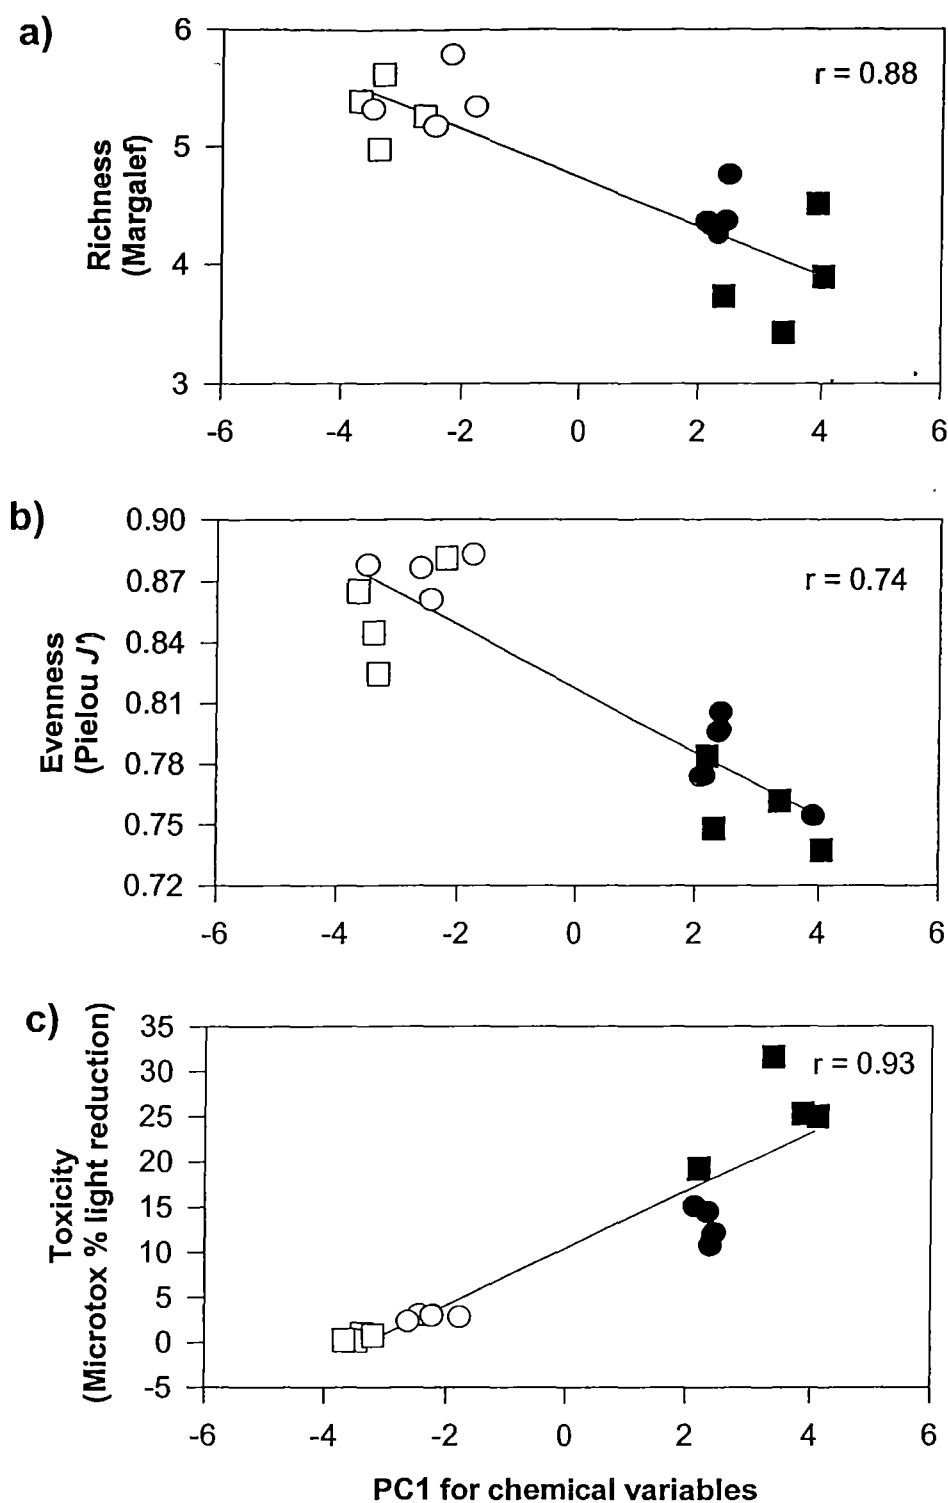 a)
Richness
(Margalef)
6
5
4
3
r = 0.88
-6 -4 -2 0 2 4 6
b)
Evenness
(Pielou J')
0.90
0.87
0.84
0.81
0.78
0.75
0.72
r = 0.74
-6 -4 -2 0 2 4 6
c)
Toxicity
(Microtox % light reduction)
35
30
25
20
15
10
5
0
-5
r = 0.93
-6 -4 -2 0 2 4 6
PC1 for chemical variables